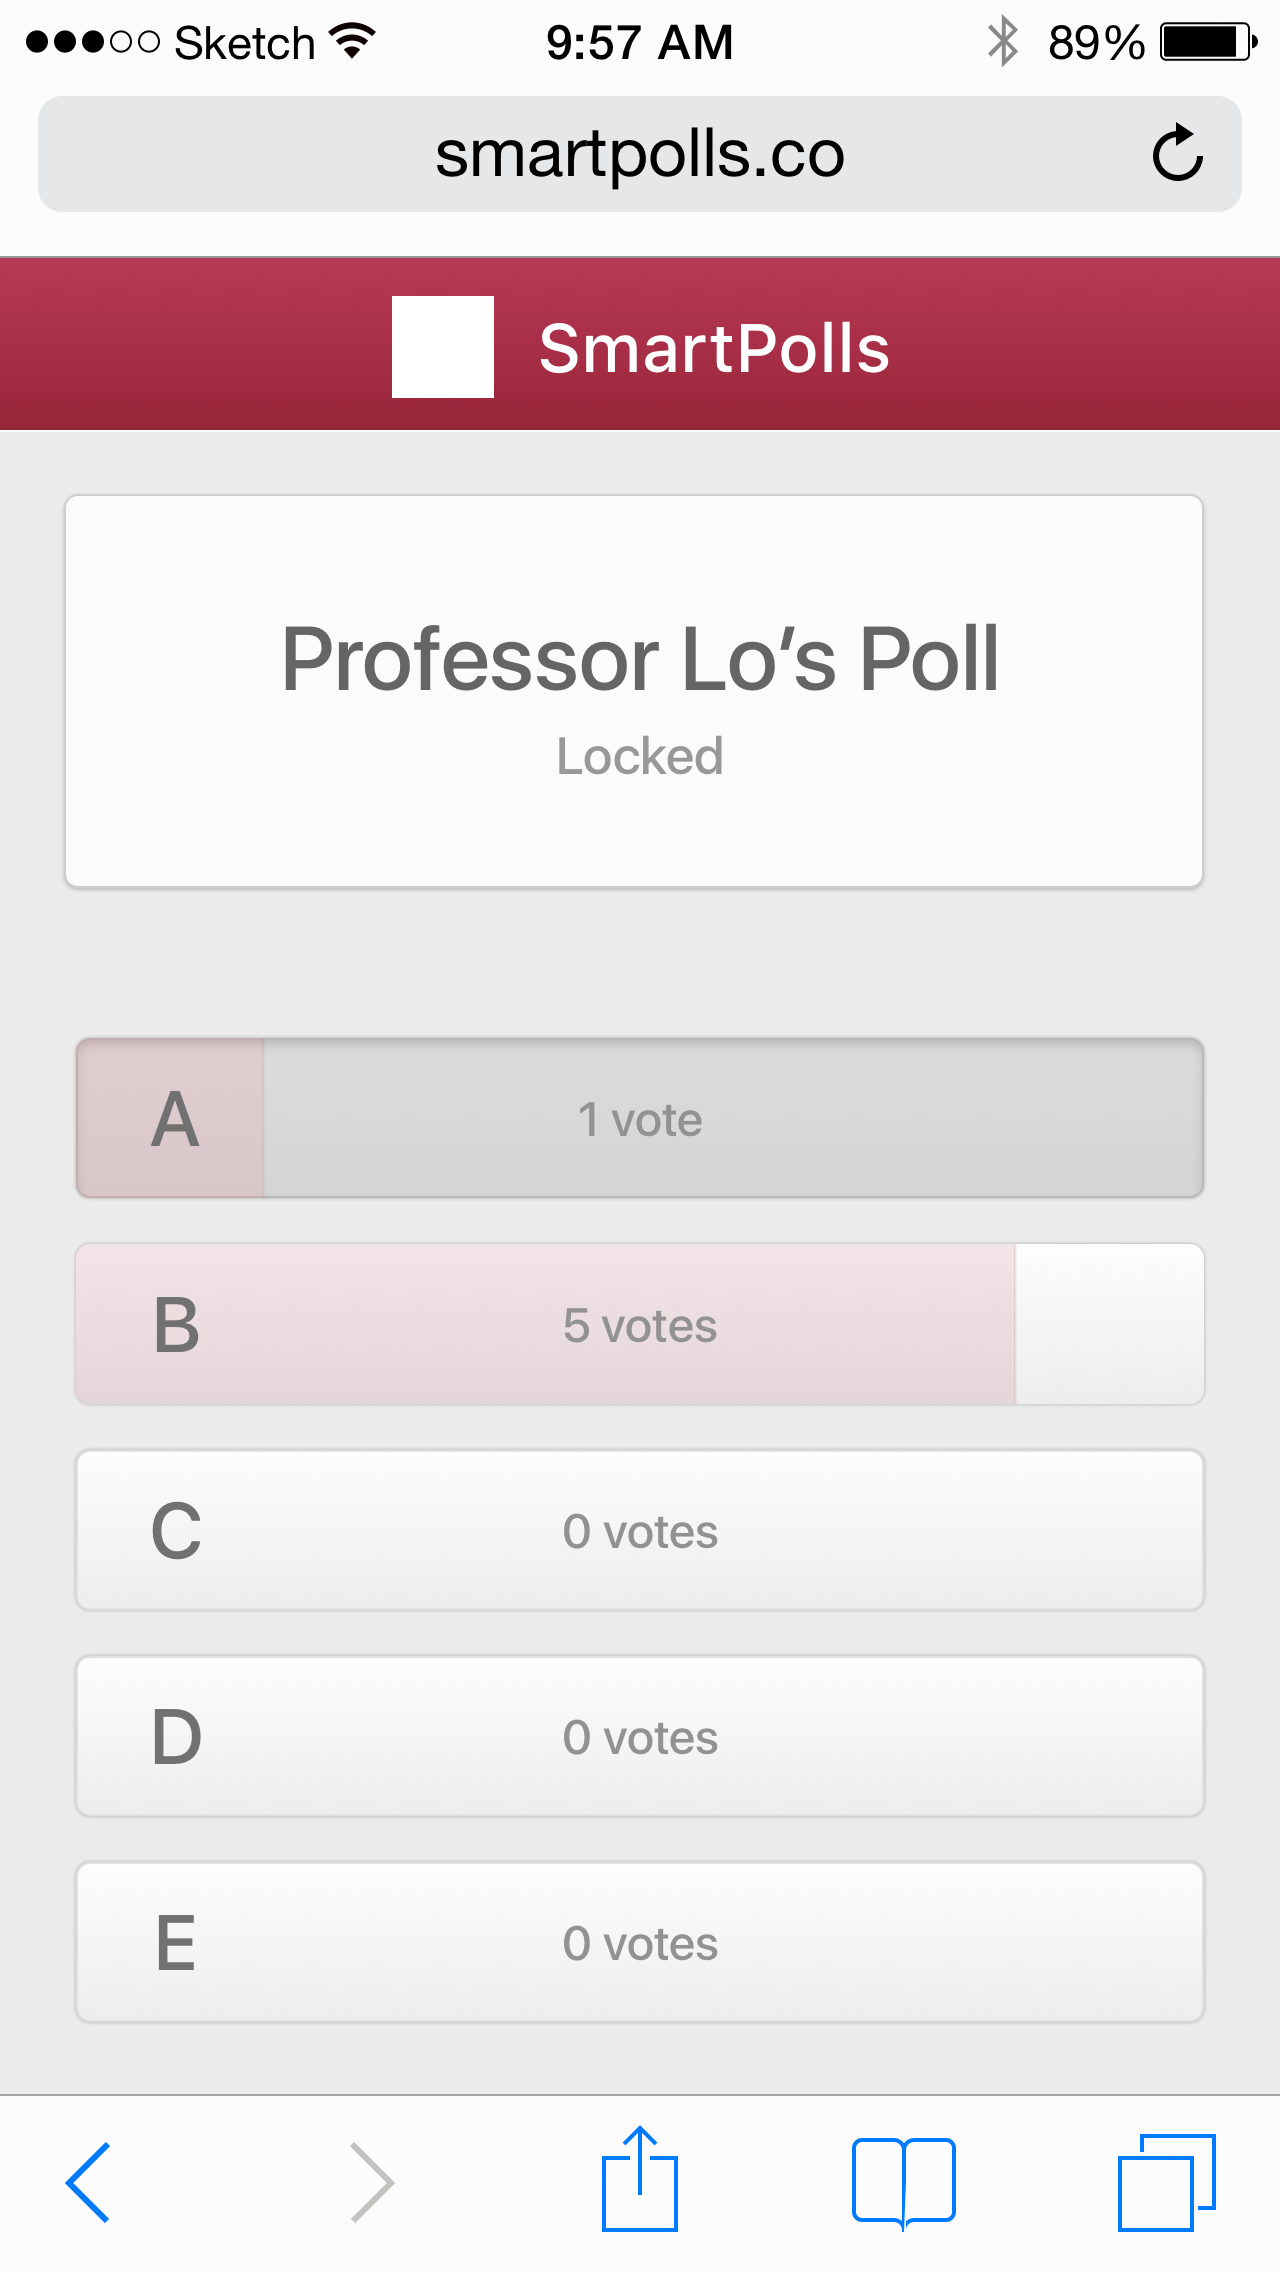 Sketch 9:57 AM 89%
smartpolls.co
SmartPolls
Professor Lo‘s Poll
Locked
A 1 vote
B 5 votes
C 0 votes
D 0 votes
E 0 votes